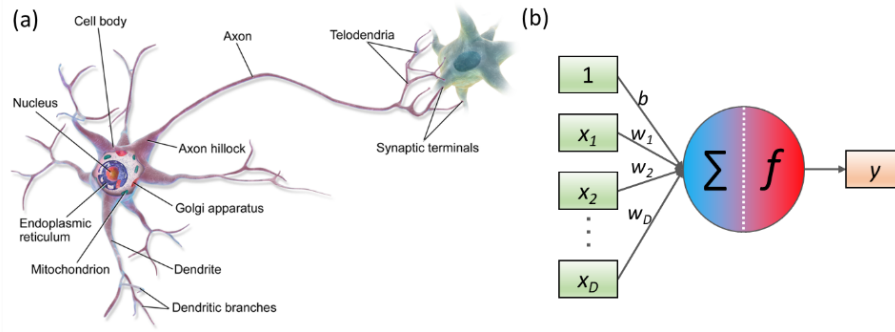 (a)
Cell body
Axon
Telodendria
Nucleus
Axon hillock
Synaptic terminals
Endoplasmic
reticulum
Golgi apparatus
Mitochondrion
Dendrite
Dendritic branches
(b)
1
b
x1
w1
x2
w2
wD
xD
∑ f
y